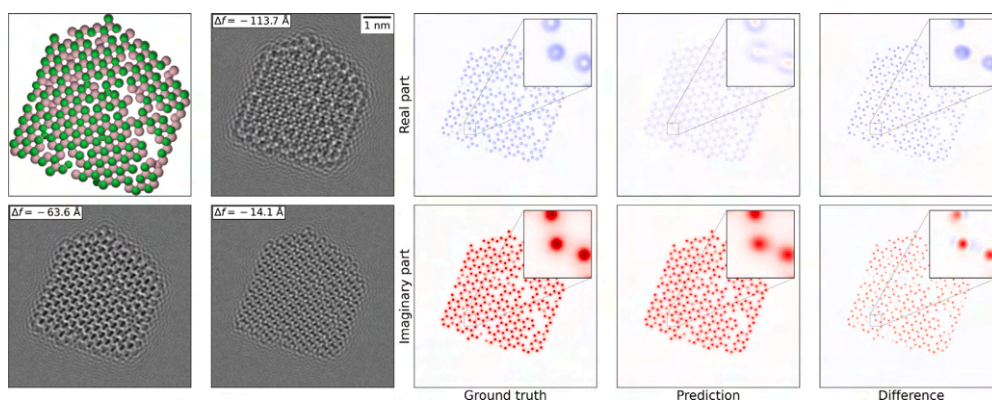 Δf = −113.7 Å
1 nm
Real part
Δf = −63.6 Å
Δf = −14.1 Å
Imaginary part
Ground truth
Prediction
Difference